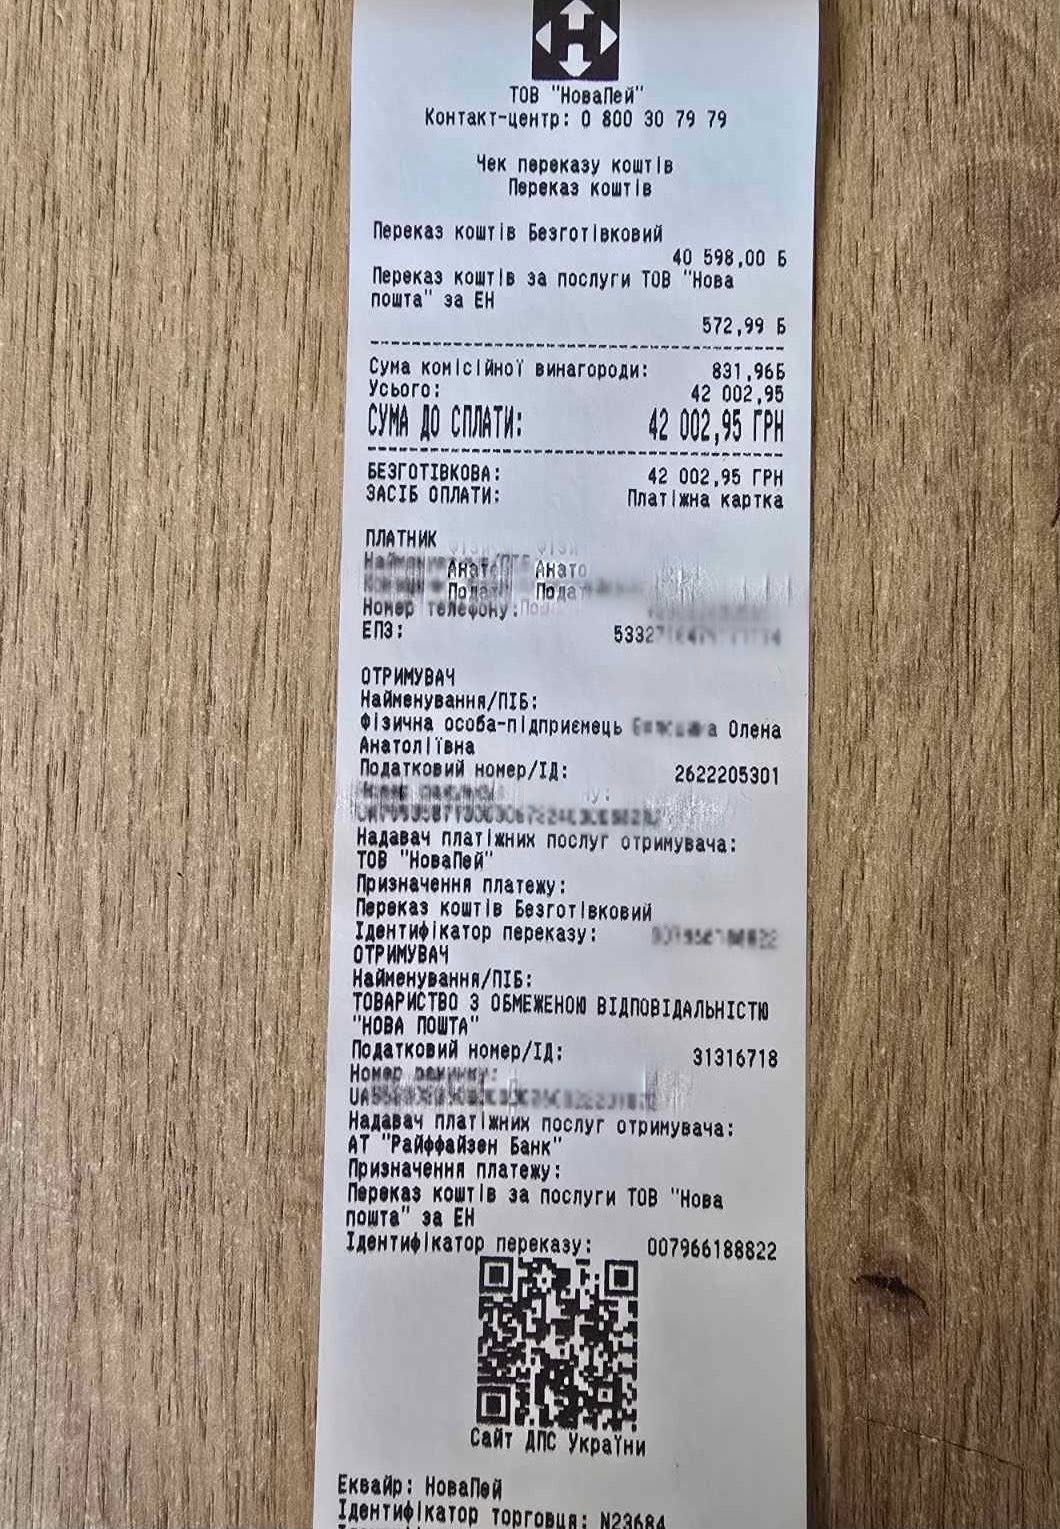 ТОВ "НоваПей"
Контакт-центр: 0 800 30 79 79
Чек переказу коштів
Переказ коштів
Переказ коштів Безготівковий
40 598,00 Б
Переказ коштів за послуги ТОВ "Нова
пошта" за ЕН
572,99 Б
Сума комісійної винагороди: 831,96Б
Усього: 42 002,95
СУМА ДО СПЛАТИ: 42 002,95 ГРН
БЕЗГОТІВКОВА: 42 002,95 ГРН
ЗАСІБ ОПЛАТИ: Платіжна картка
ПЛАТНИК
Номер телефону:
ЕПЗ:
ОТРИМУВАЧ
Найменування/ПІБ:
Фізична особа-підприємець Олена
Анатоліївна
Податковий номер/ІД: 2622205301
Надавач платіжних послуг отримувача:
ТОВ "НоваПей"
Призначення платежу:
Переказ коштів Безготівковий
Ідентифікатор переказу:
ОТРИМУВАЧ
Найменування/ПІБ:
ТОВАРИСТВО З ОБМЕЖЕНОЮ ВІДПОВІДАЛЬНІСТЮ
"НОВА ПОШТА"
Податковий номер/ІД: 31316718
Номер
Надавач платіжних послуг отримувача:
АТ "Райффайзен Банк"
Призначення платежу:
Переказ коштів за послуги ТОВ "Нова
пошта" за ЕН
Ідентифікатор переказу: 007966188822
Сайт ДПС України
Еквайр: НоваПей
Ідентифікатор торговця: N23684